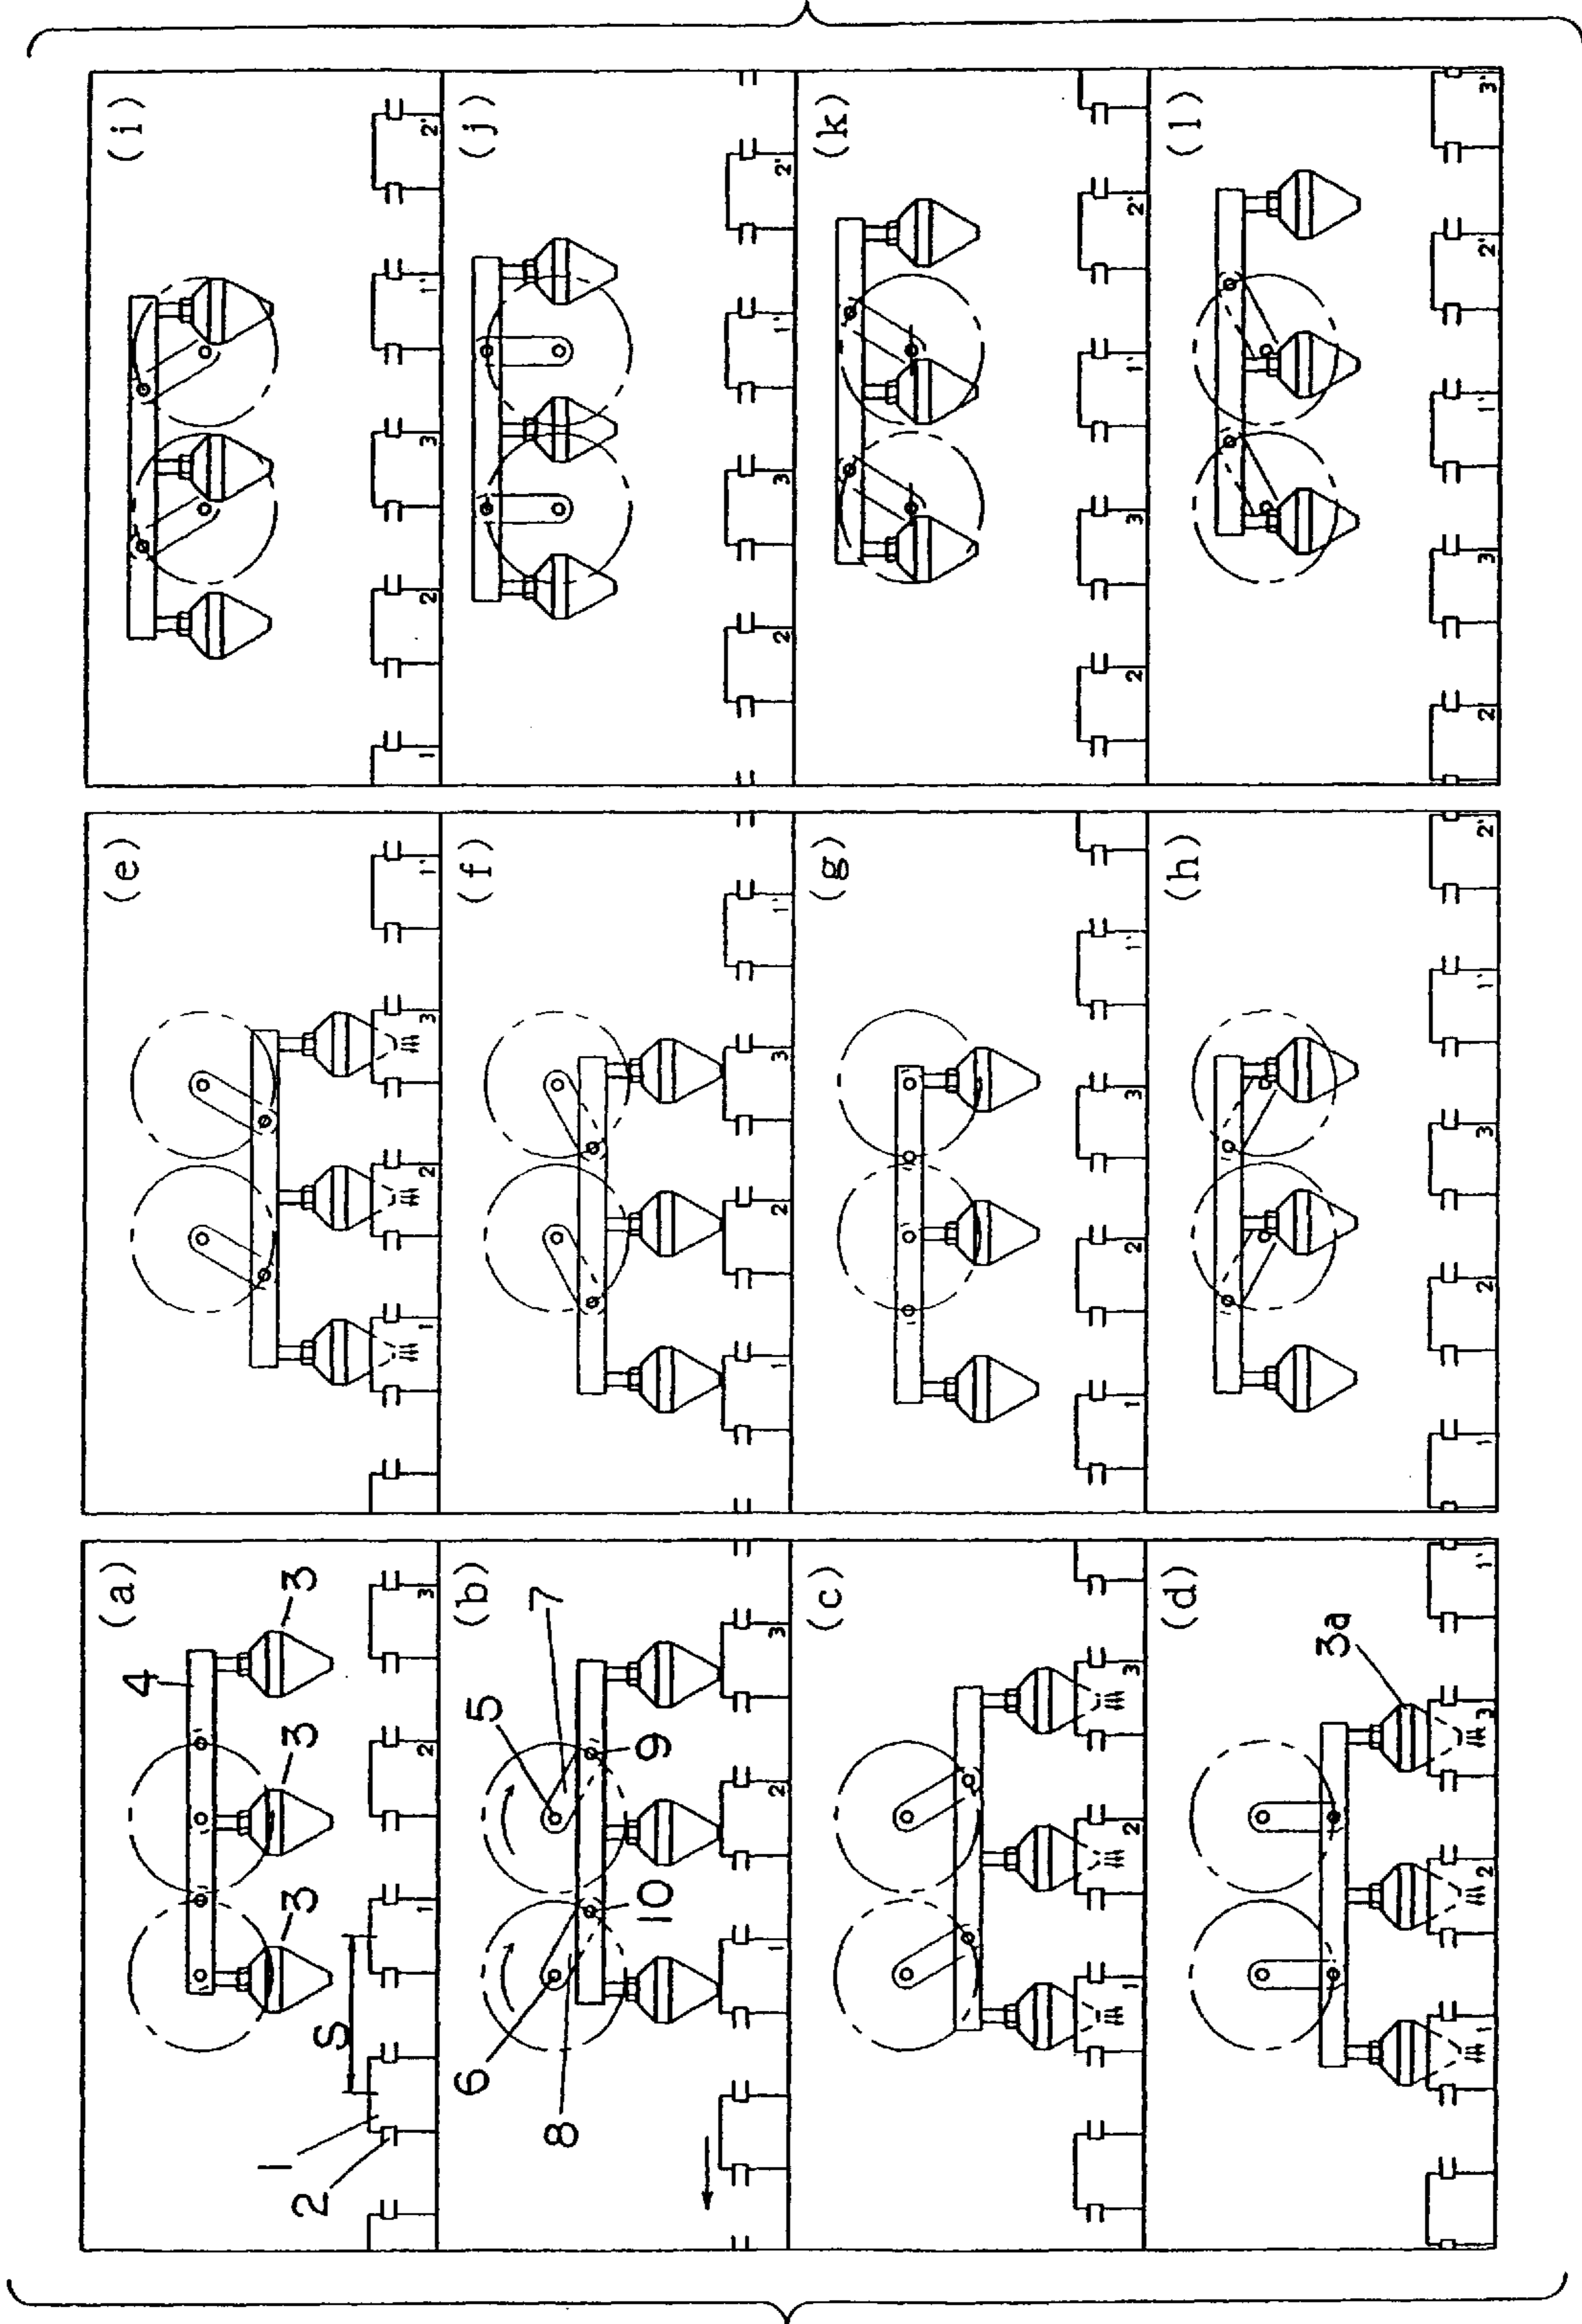 (a)
4
3 3 3
S
1
2
1 2 3
(b)
5 7
6 8
9
10
1 2 3
(c)
1 2 3
(d)
3a
1 2 3 1'
(e)
1 2 3 1'
(f)
1 2 3 1'
(g)
1 2 3 1'
(h)
1 2 3 1' 2'
(i)
1 2 3 1' 2'
(j)
2 3 1' 2'
(k)
2 3 1' 2'
(l)
2 3 1' 2' 3'